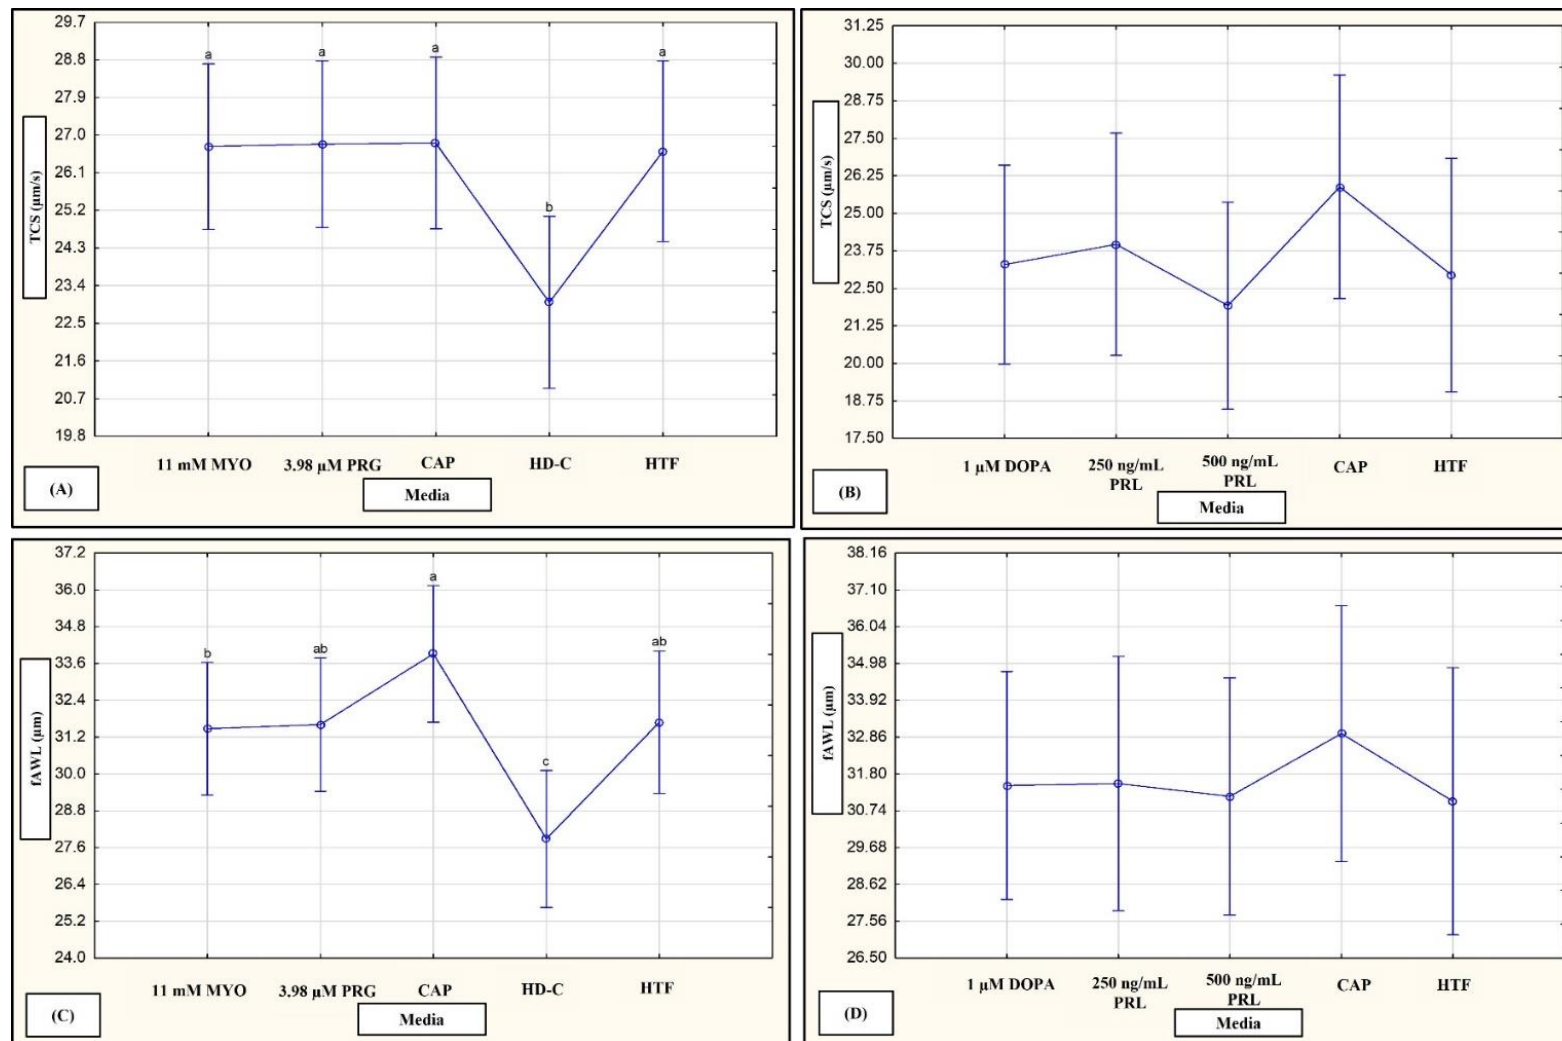 29.7
28.8
27.9
27.0
26.1
25.2
24.3
23.4
22.5
21.6
20.7
19.8
TCS (µm/s)
a
a
a
b
a
11 mM MYO
3.98 µM PRG
CAP
HD-C
HTF
(A)
Media
31.25
30.00
28.75
27.50
26.25
25.00
23.75
22.50
21.25
20.00
18.75
17.50
TCS (µm/s)
1 µM DOPA
250 ng/mL
PRL
500 ng/mL
PRL
CAP
HTF
(B)
Media
37.2
36.0
34.8
33.6
32.4
31.2
30.0
28.8
27.6
26.4
25.2
24.0
fAWL (µm)
b
ab
a
c
ab
11 mM MYO
3.98 µM PRG
CAP
HD-C
HTF
(C)
Media
38.16
37.10
36.04
34.98
33.92
32.86
31.80
30.74
29.68
28.62
27.56
26.50
fAWL (µm)
1 µM DOPA
250 ng/mL
PRL
500 ng/mL
PRL
CAP
HTF
(D)
Media